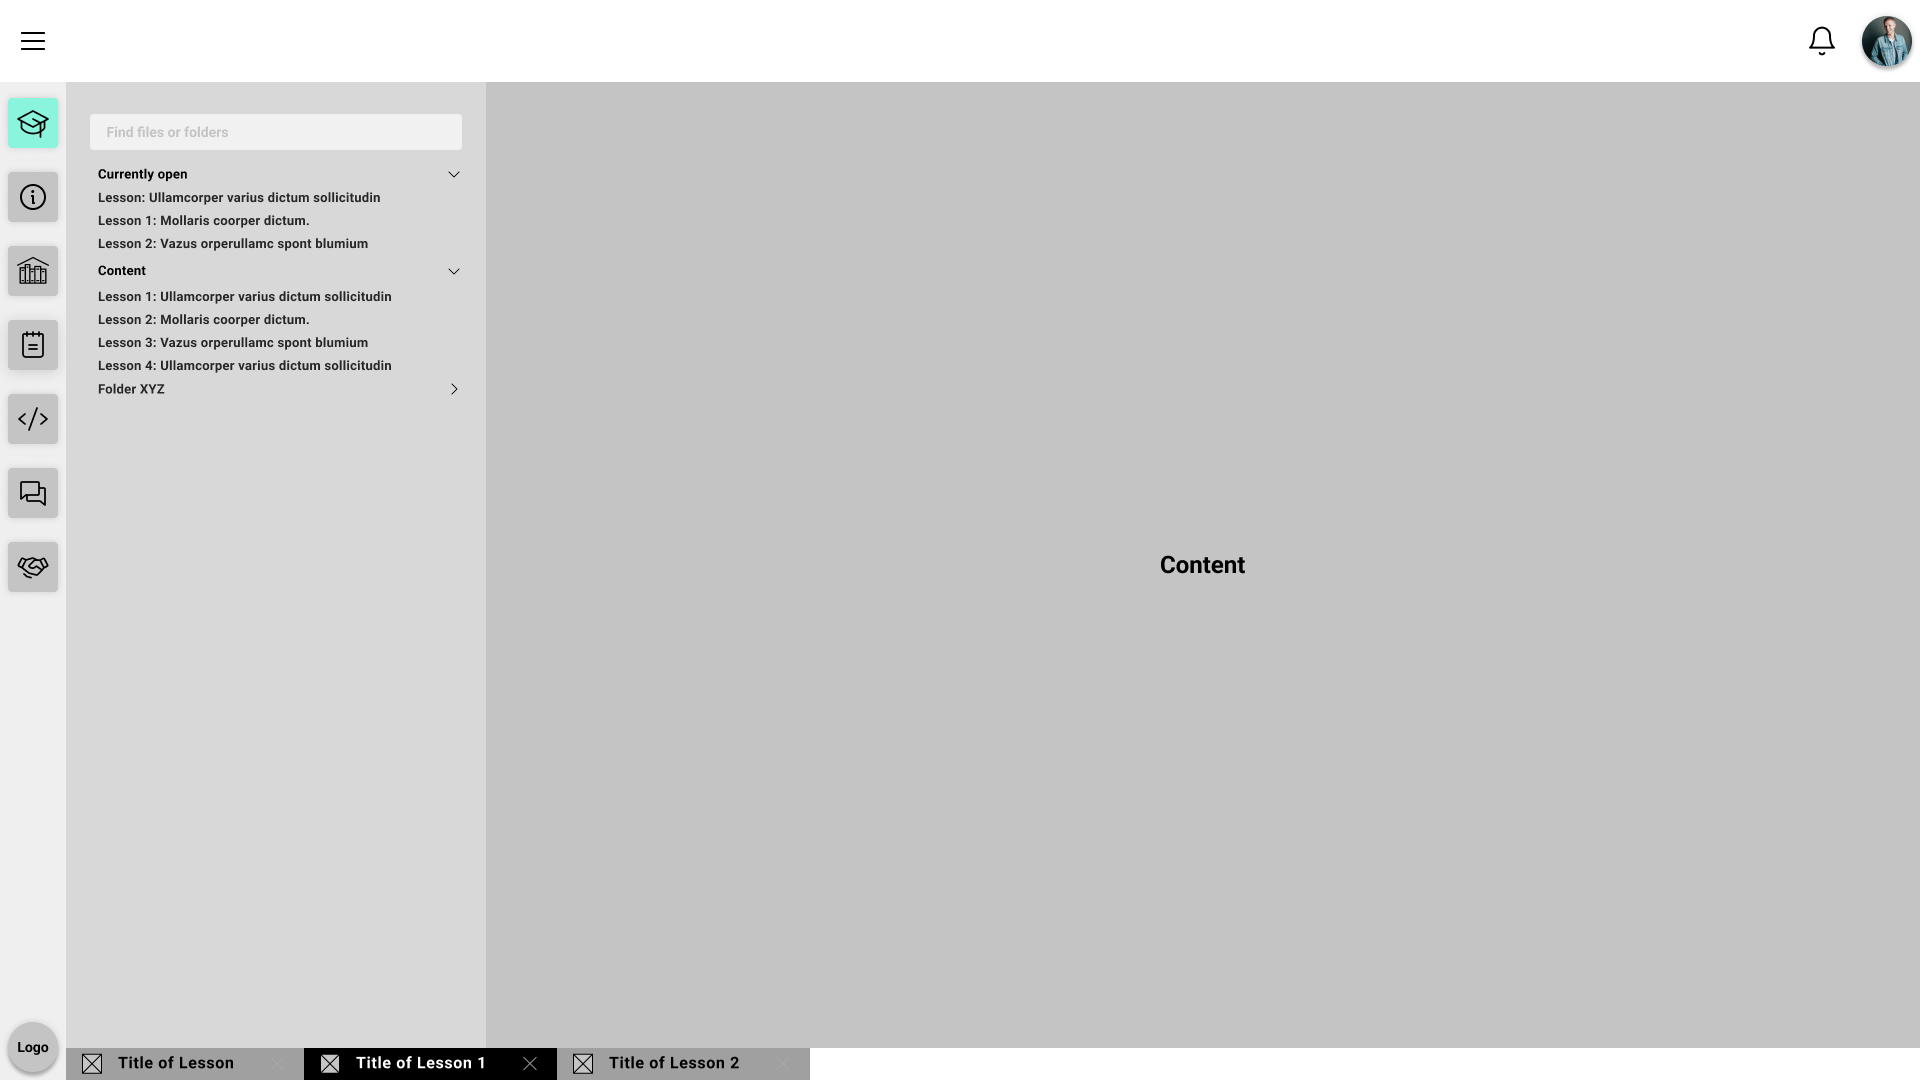 Find files or folders
Currently open
Lesson: Ullamcorper varius dictum sollicitudin
Lesson 1: Mollaris coorper dictum.
Lesson 2: Vazus orperullamc spont blumium
Content
Lesson 1: Ullamcorper varius dictum sollicitudin
Lesson 2: Mollaris coorper dictum.
Lesson 3: Vazus orperullamc spont blumium
Lesson 4: Ullamcorper varius dictum sollicitudin
Folder XYZ
Content
Logo
Title of Lesson
Title of Lesson 1
Title of Lesson 2